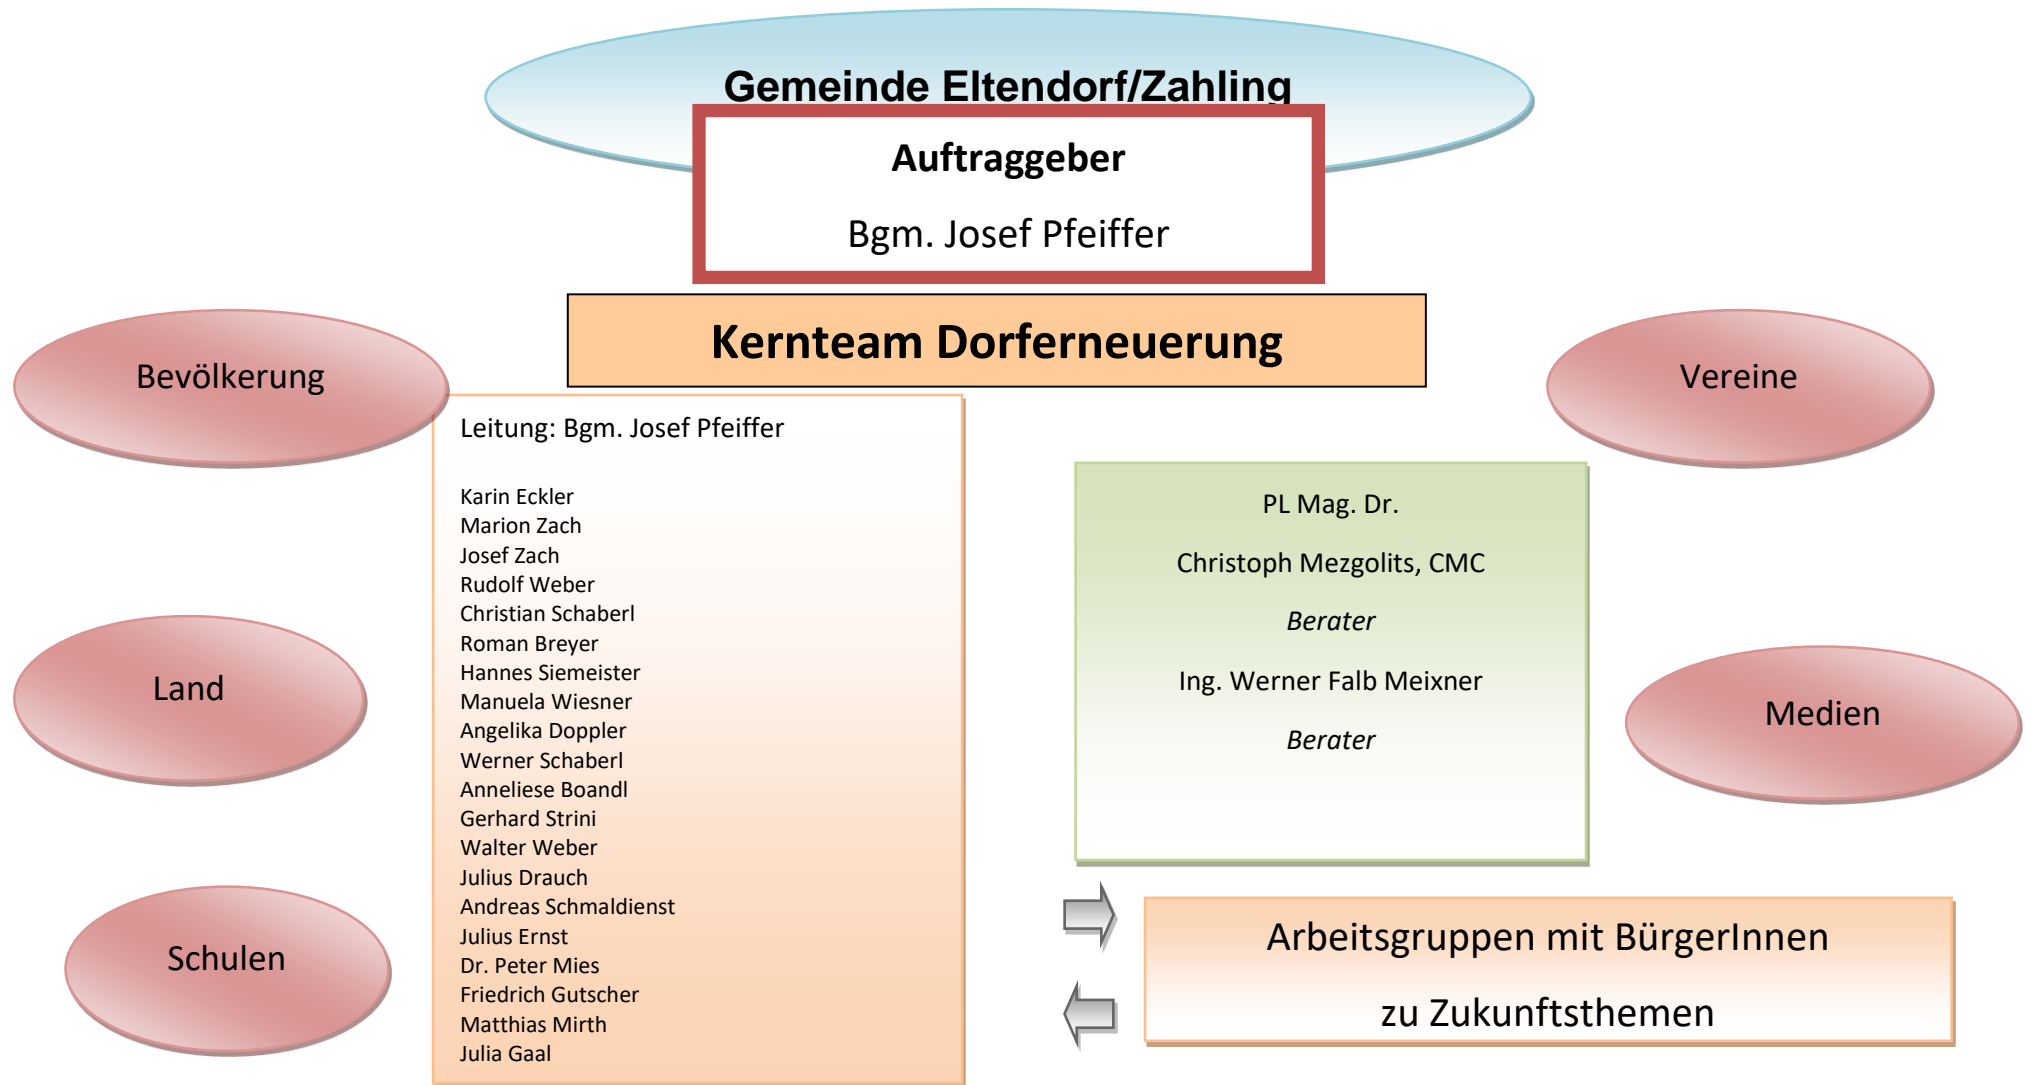 Gemeinde Eltendorf/Zahling
Auftraggeber
Bgm. Josef Pfeiffer
Kernteam Dorferneuerung
Bevölkerung
Land
Schulen
Leitung: Bgm. Josef Pfeiffer
Karin Eckler
Marion Zach
Josef Zach
Rudolf Weber
Christian Schaberl
Roman Breyer
Hannes Siemeister
Manuela Wiesner
Angelika Doppler
Werner Schaberl
Anneliese Boandl
Gerhard Strini
Walter Weber
Julius Drauch
Andreas Schmaldienst
Julius Ernst
Dr. Peter Mies
Friedrich Gutscher
Matthias Mirth
Julia Gaal
PL Mag. Dr.
Christoph Mezgolits, CMC
Berater
Ing. Werner Falb Meixner
Berater
Vereine
Medien
Arbeitsgruppen mit BürgerInnen
zu Zukunftsthemen